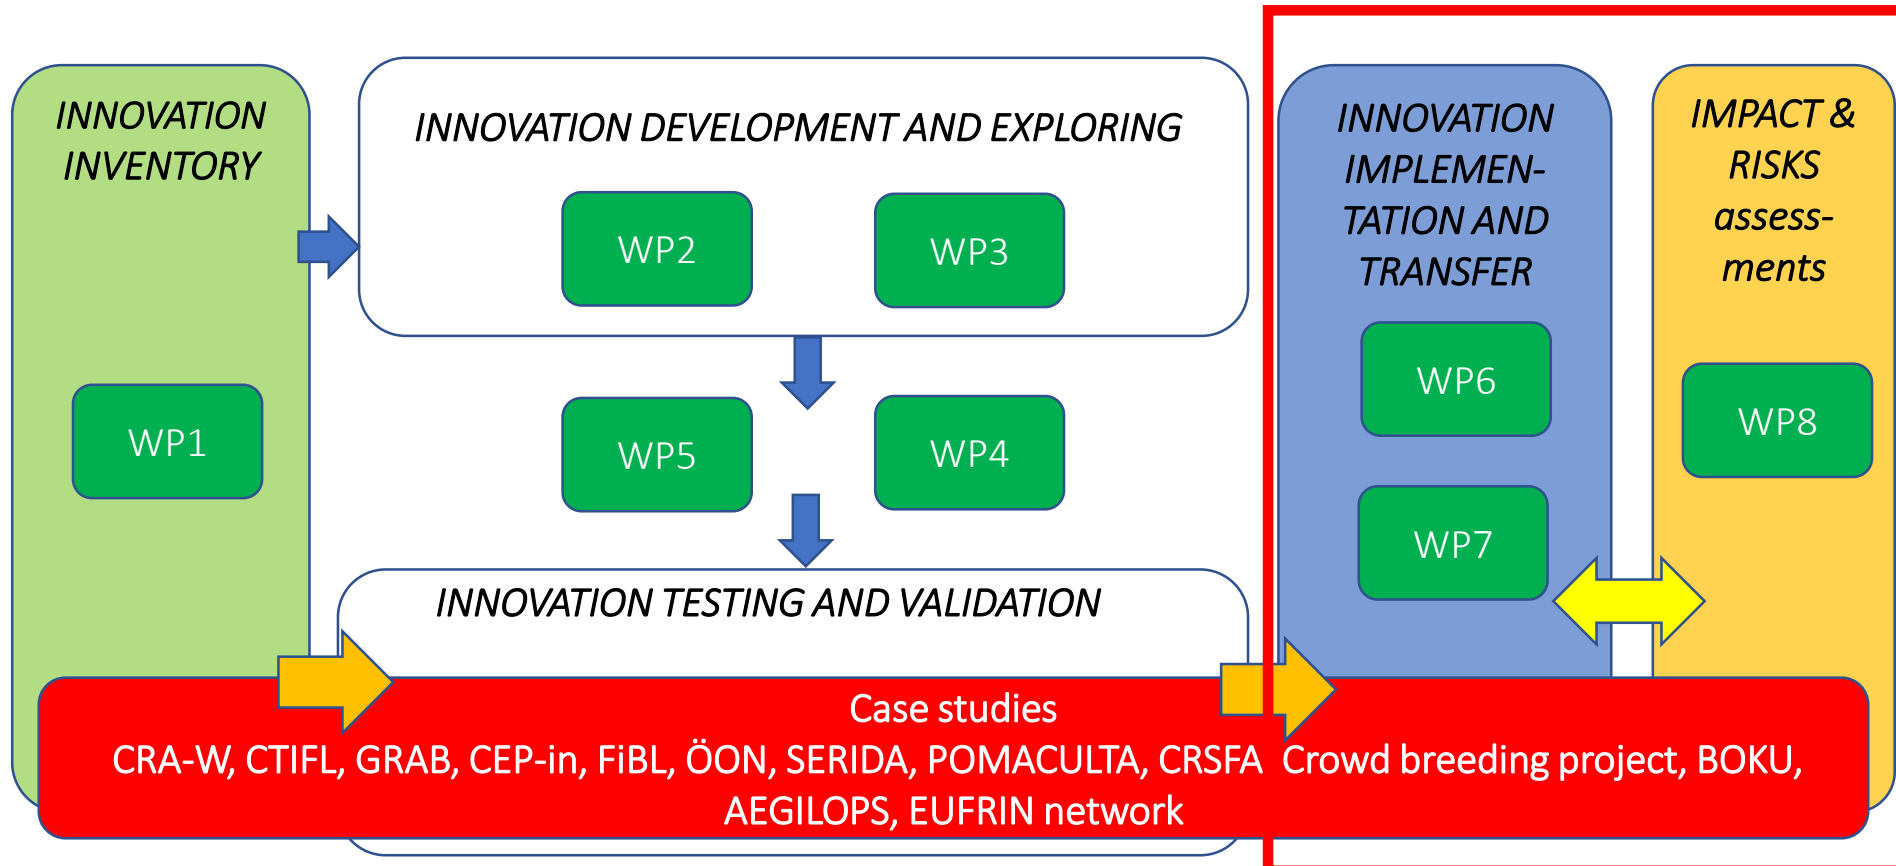 INNOVATION
INVENTORY
WP1
INNOVATION DEVELOPMENT AND EXPLORING
WP2
WP3
WP5
WP4
INNOVATION TESTING AND VALIDATION
INNOVATION
IMPLEMEN-
TATION AND
TRANSFER
WP6
WP7
IMPACT &
RISKS
assess-
ments
WP8
Case studies
CRA-W, CTIFL, GRAB, CEP-in, FiBL, ÖON, SERIDA, POMACULTA, CRSFA  Crowd breeding project, BOKU,
AEGILOPS, EUFRIN network